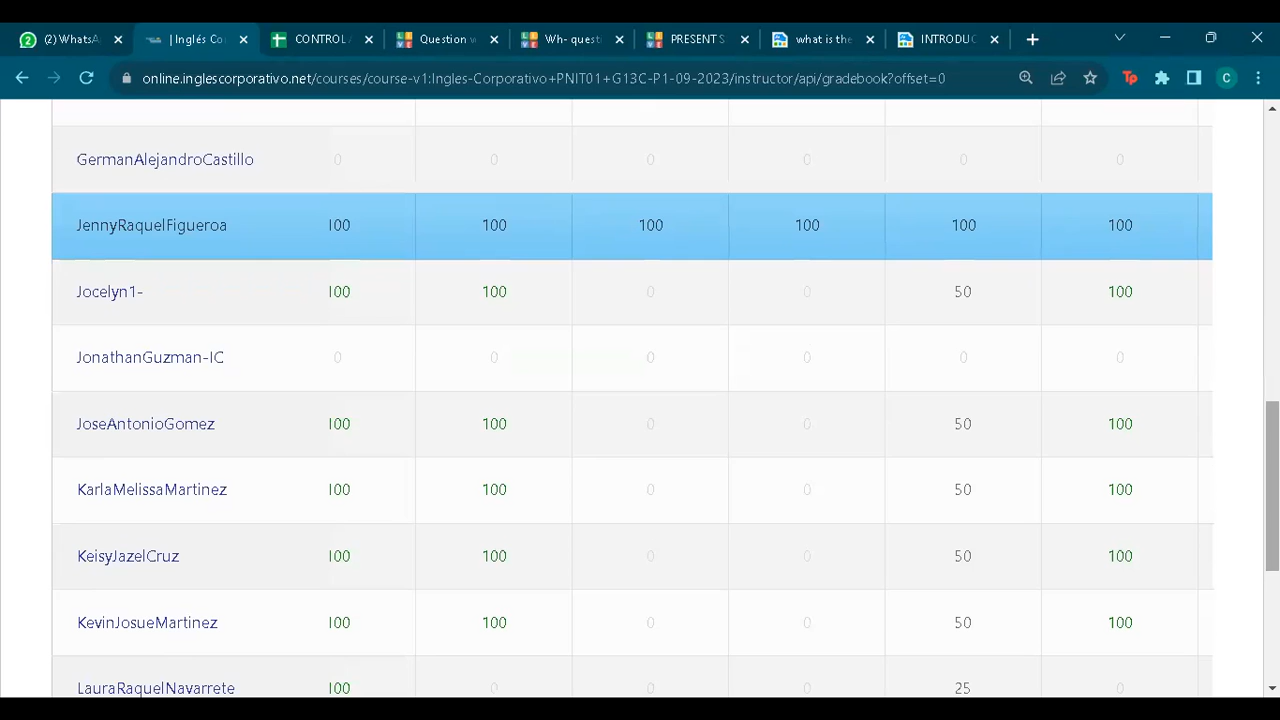 (2) WhatsA
| Inglés Co
CONTROL
Question
Wh- quest
PRESENT S
what is the
INTRODUC
online.inglescorporativo.net/courses/course-v1:Ingles-Corporativo+PNIT01+G13C-P1-09-2023/instructor/api/gradebook?offset=0
GermanAlejandroCastillo 0 0 0 0 0 0
JennyRaquelFigueroa 100 100 100 100 100 100
Jocelyn1- 100 100 0 0 50 100
JonathanGuzman-IC 0 0 0 0 0 0
JoseAntonioGomez 100 100 0 0 50 100
KarlaMelissaMartinez 100 100 0 0 50 100
KeisyJazelCruz 100 100 0 0 50 100
KevinJosueMartinez 100 100 0 0 50 100
LauraRaquelNavarrete 100 0 0 0 25 0